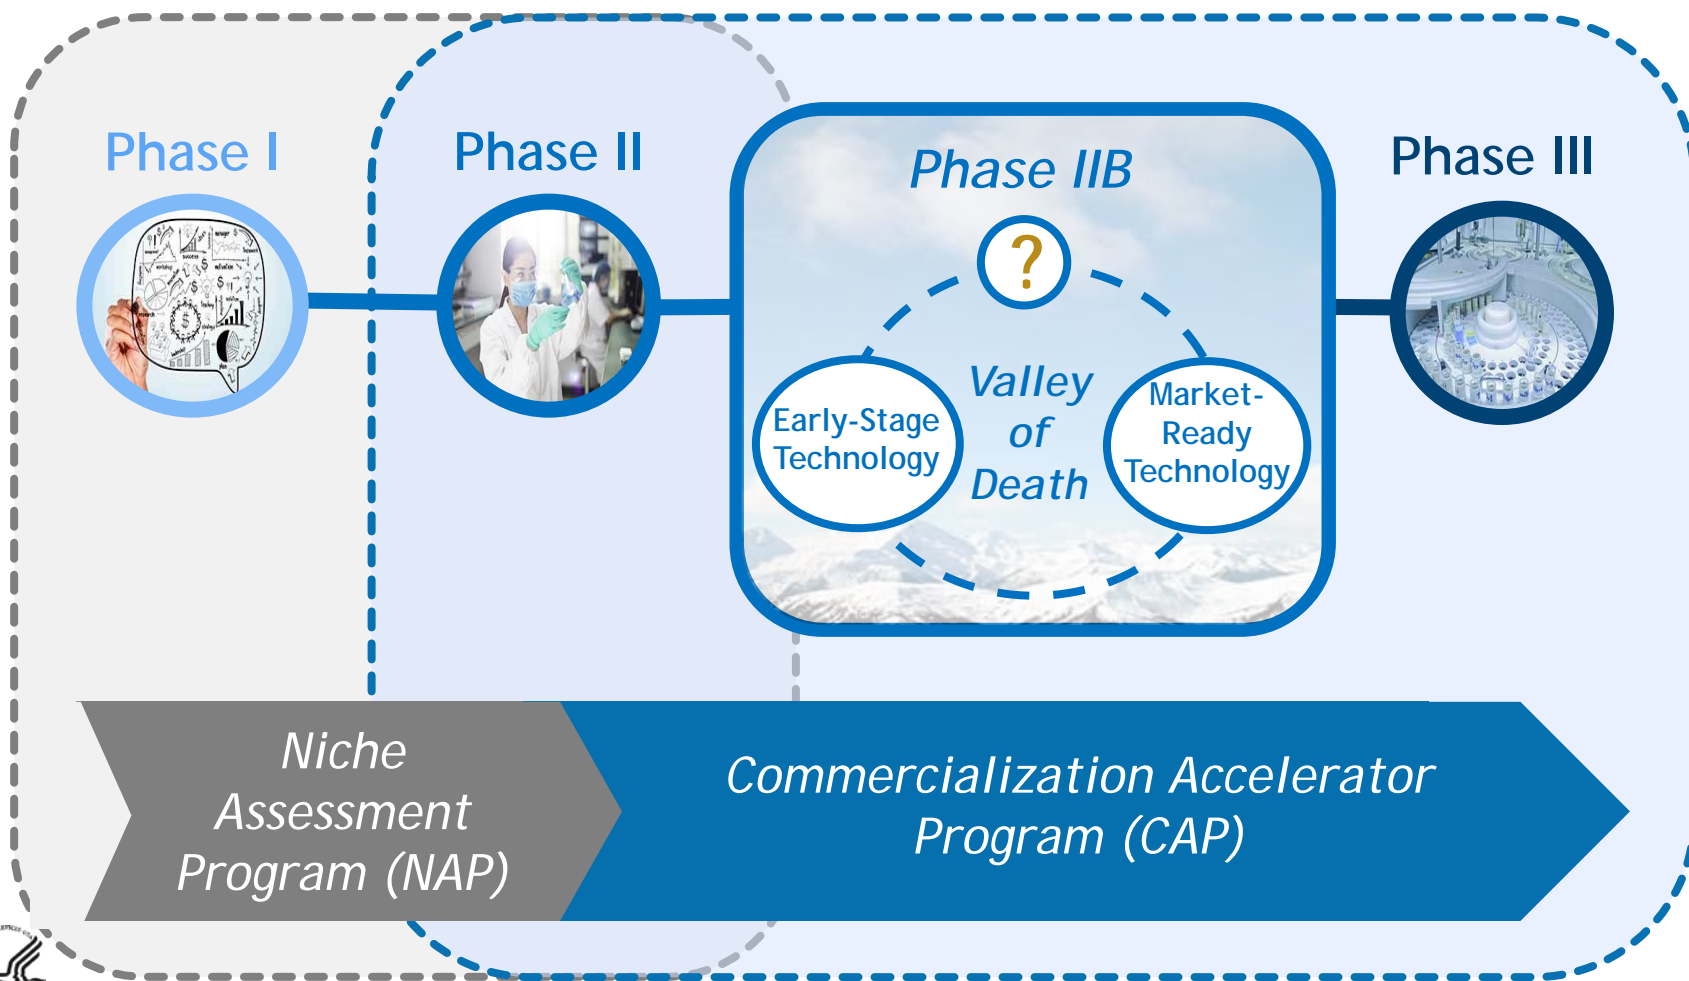 Phase I
Phase II
Phase IIB
Phase III
?
Early-Stage
Technology
Valley
of
Death
Market-
Ready
Technology
Niche
Assessment
Program (NAP)
Commercialization Accelerator
Program (CAP)